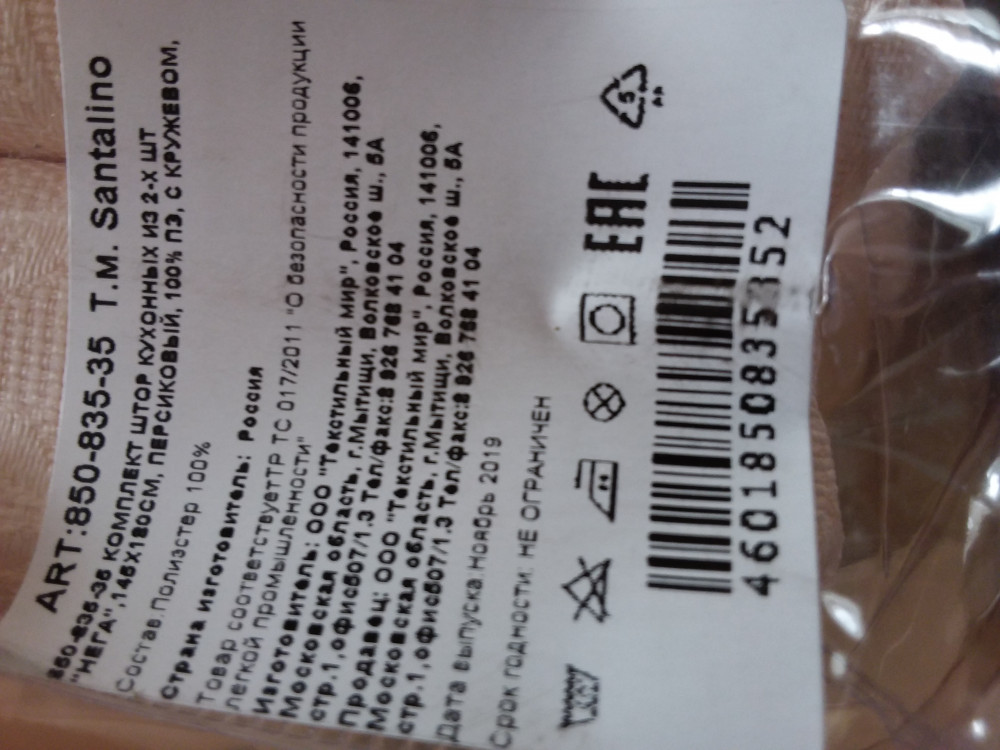 ART:850-835-35 T.M. Santalino
850-835-35 КОМПЛЕКТ ШТОР КУХОННЫХ ИЗ 2-Х ШТ
"НЕГА",145Х180СМ, ПЕРСИКОВЫЙ, 100% ПЭ, С КРУЖЕВОМ,
Состав.Полиэстер 100%
Страна изготовитель: Россия
Товар соответствуетТР ТС 017/2011 "О безопасности продукции
легкой промышленности"
Изготовитель: ООО "Текстильный мир", Россия, 141006,
Московская область, г.Мытищи, Волковское ш., 5А
стр.1,офис507/1.3 Тел/факс:8 926 788 41 04
Продавец: ООО "Текстильный мир", Россия, 141006,
Московская область, г.Мытищи, Волковское ш., 5А
стр.1,офис507/1.3 Тел/факс:8 926 788 41 04
Дата выпуска.Ноябрь 2019
Срок годности: НЕ ОГРАНИЧЕН
EAC
5
PP
4601850835352